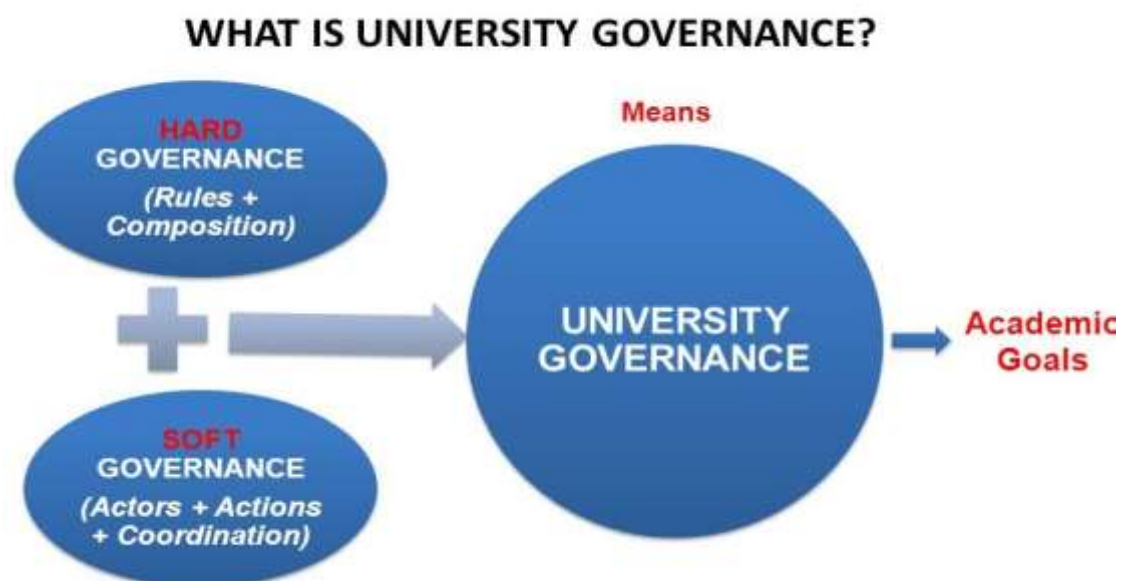 WHAT IS UNIVERSITY GOVERNANCE?
HARD
GOVERNANCE
(Rules +
Composition)
Means
UNIVERSITY
GOVERNANCE
Academic
Goals
SOFT
GOVERNANCE
(Actors + Actions
+ Coordination)